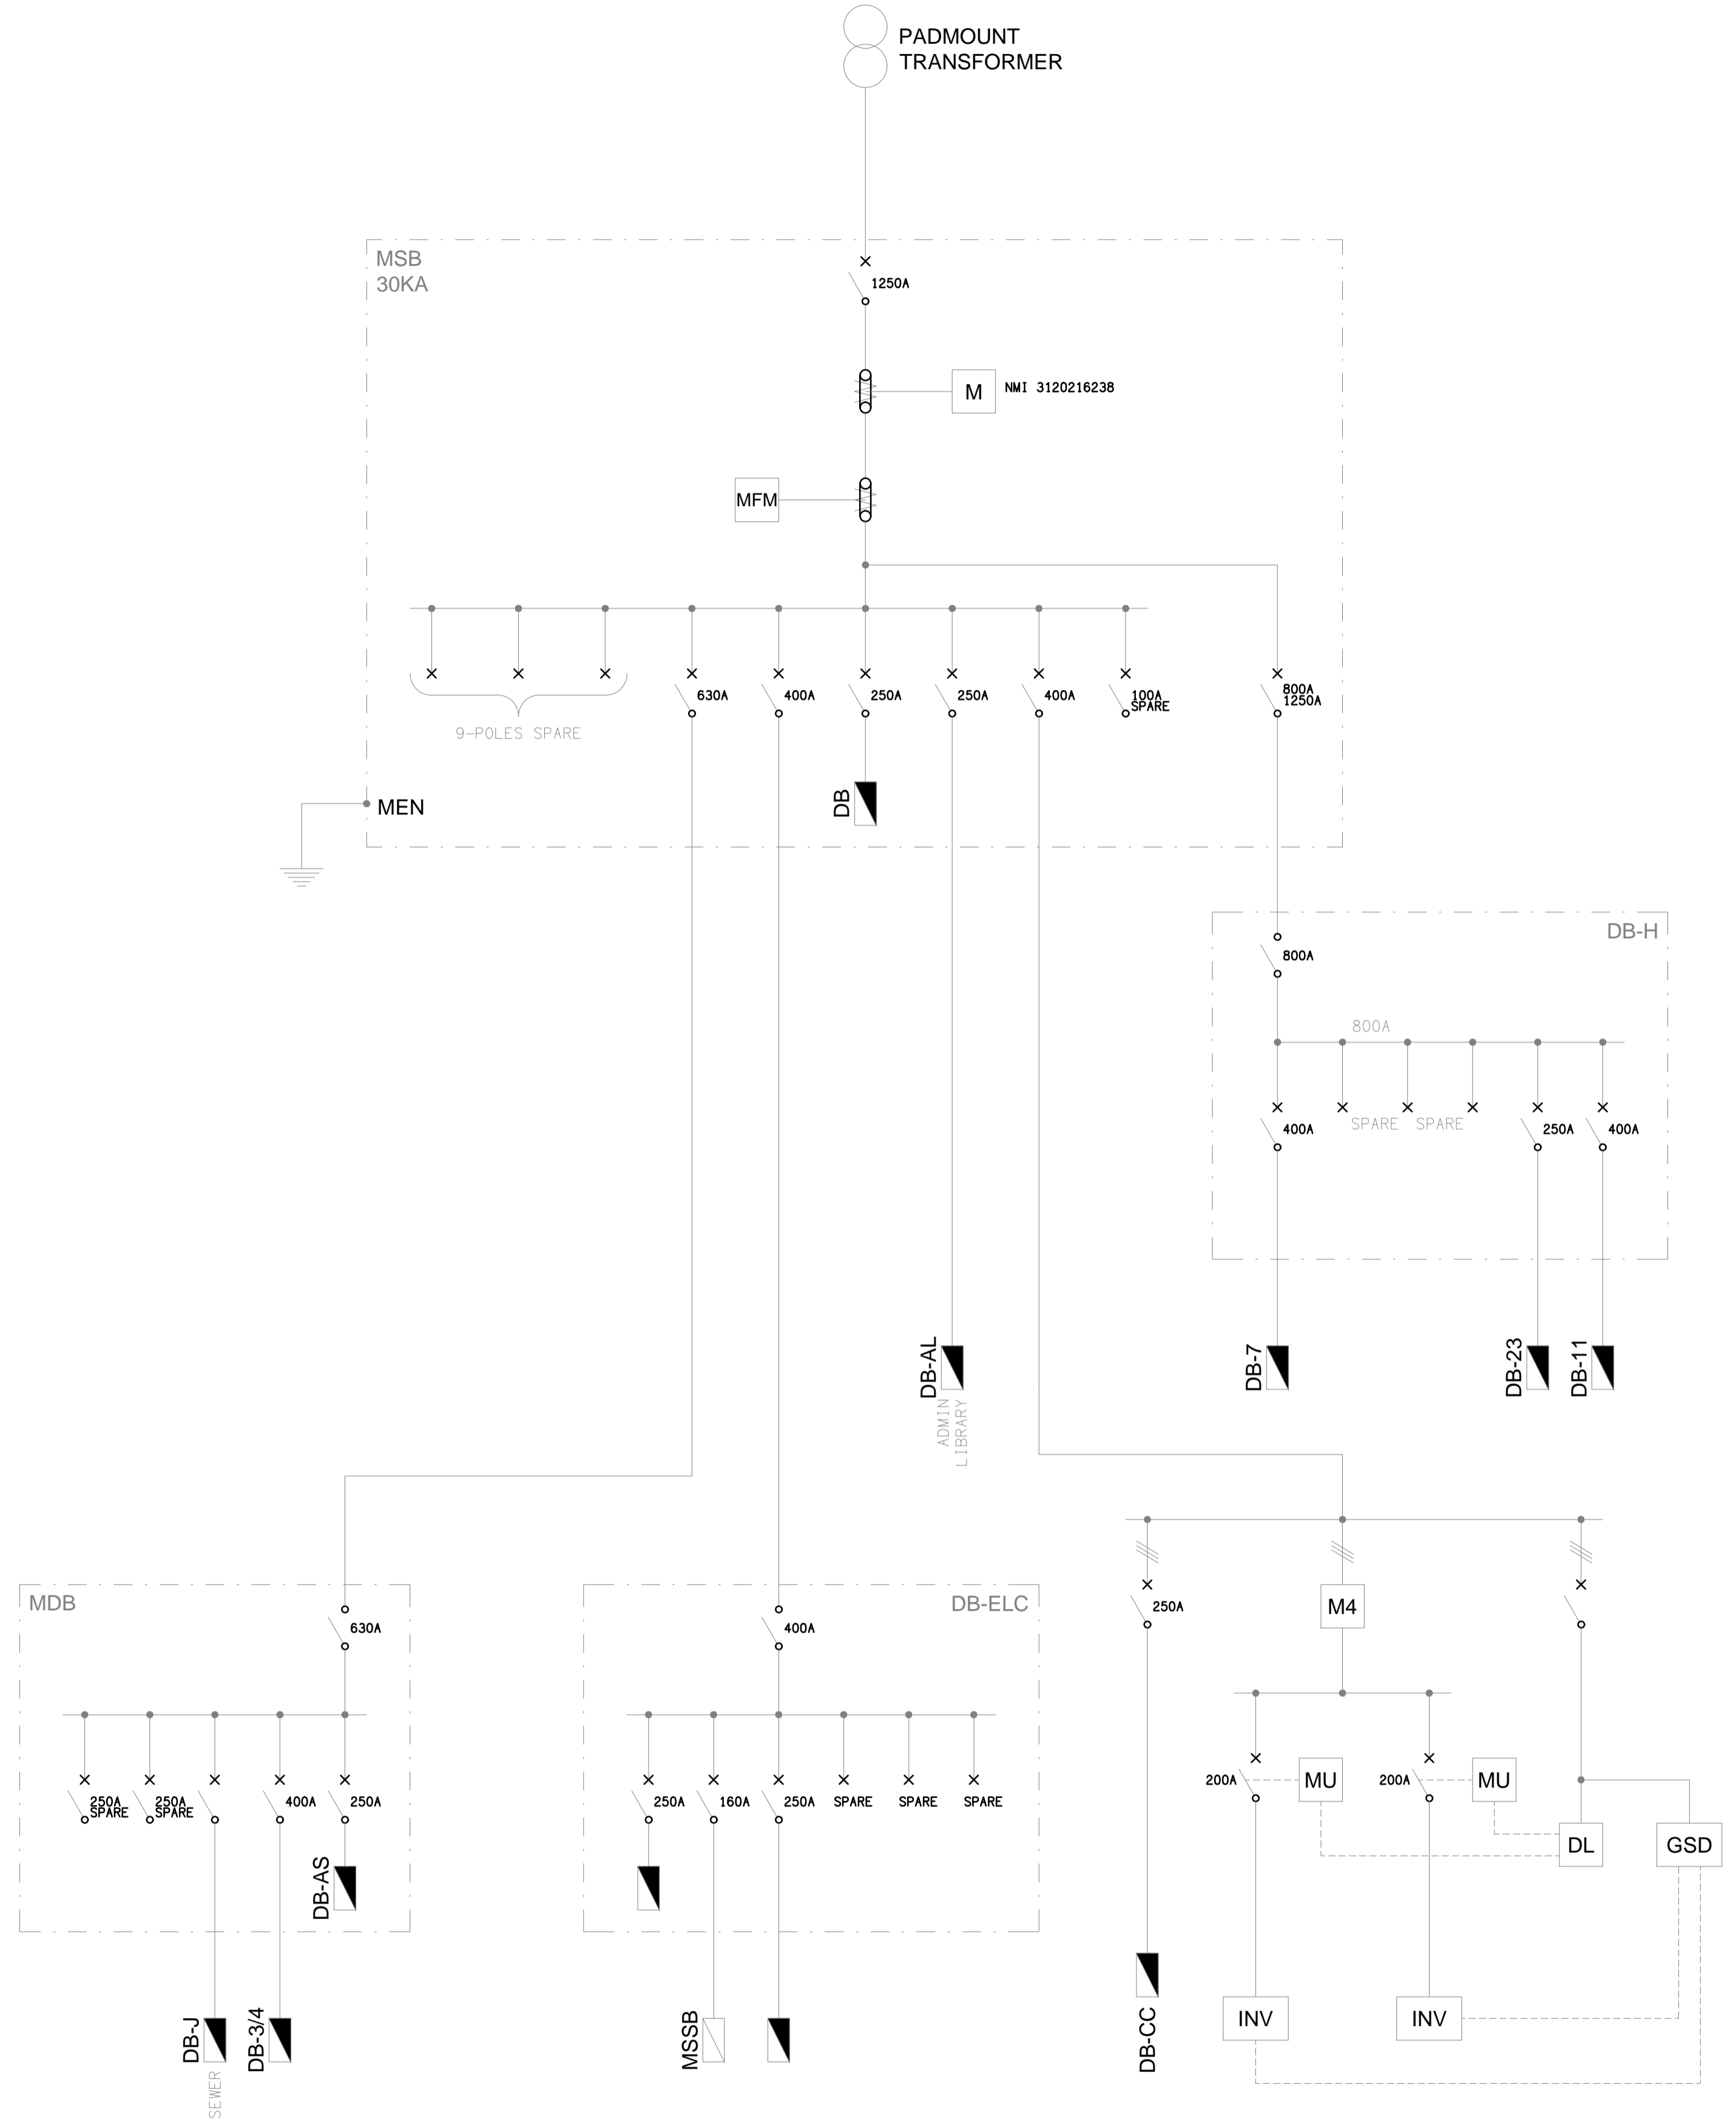 PADMOUNT
TRANSFORMER
MSB
30KA
1250A
M
NMI 3120216238
MFM
630A
400A
250A
250A
400A
100A
SPARE
800A
1250A
9-POLES SPARE
DB
MEN
DB-H
800A
800A
400A
SPARE
SPARE
250A
400A
DB-AL
ADMIN
LIBRARY
DB-7
DB-23
DB-11
MDB
630A
DB-ELC
400A
250A
M4
250A
SPARE
250A
SPARE
400A
250A
250A
160A
250A
SPARE
SPARE
SPARE
200A
MU
200A
MU
DL
GSD
DB-AS
DB-J
SEWER
DB-3/4
MSSB
DB-CC
INV
INV